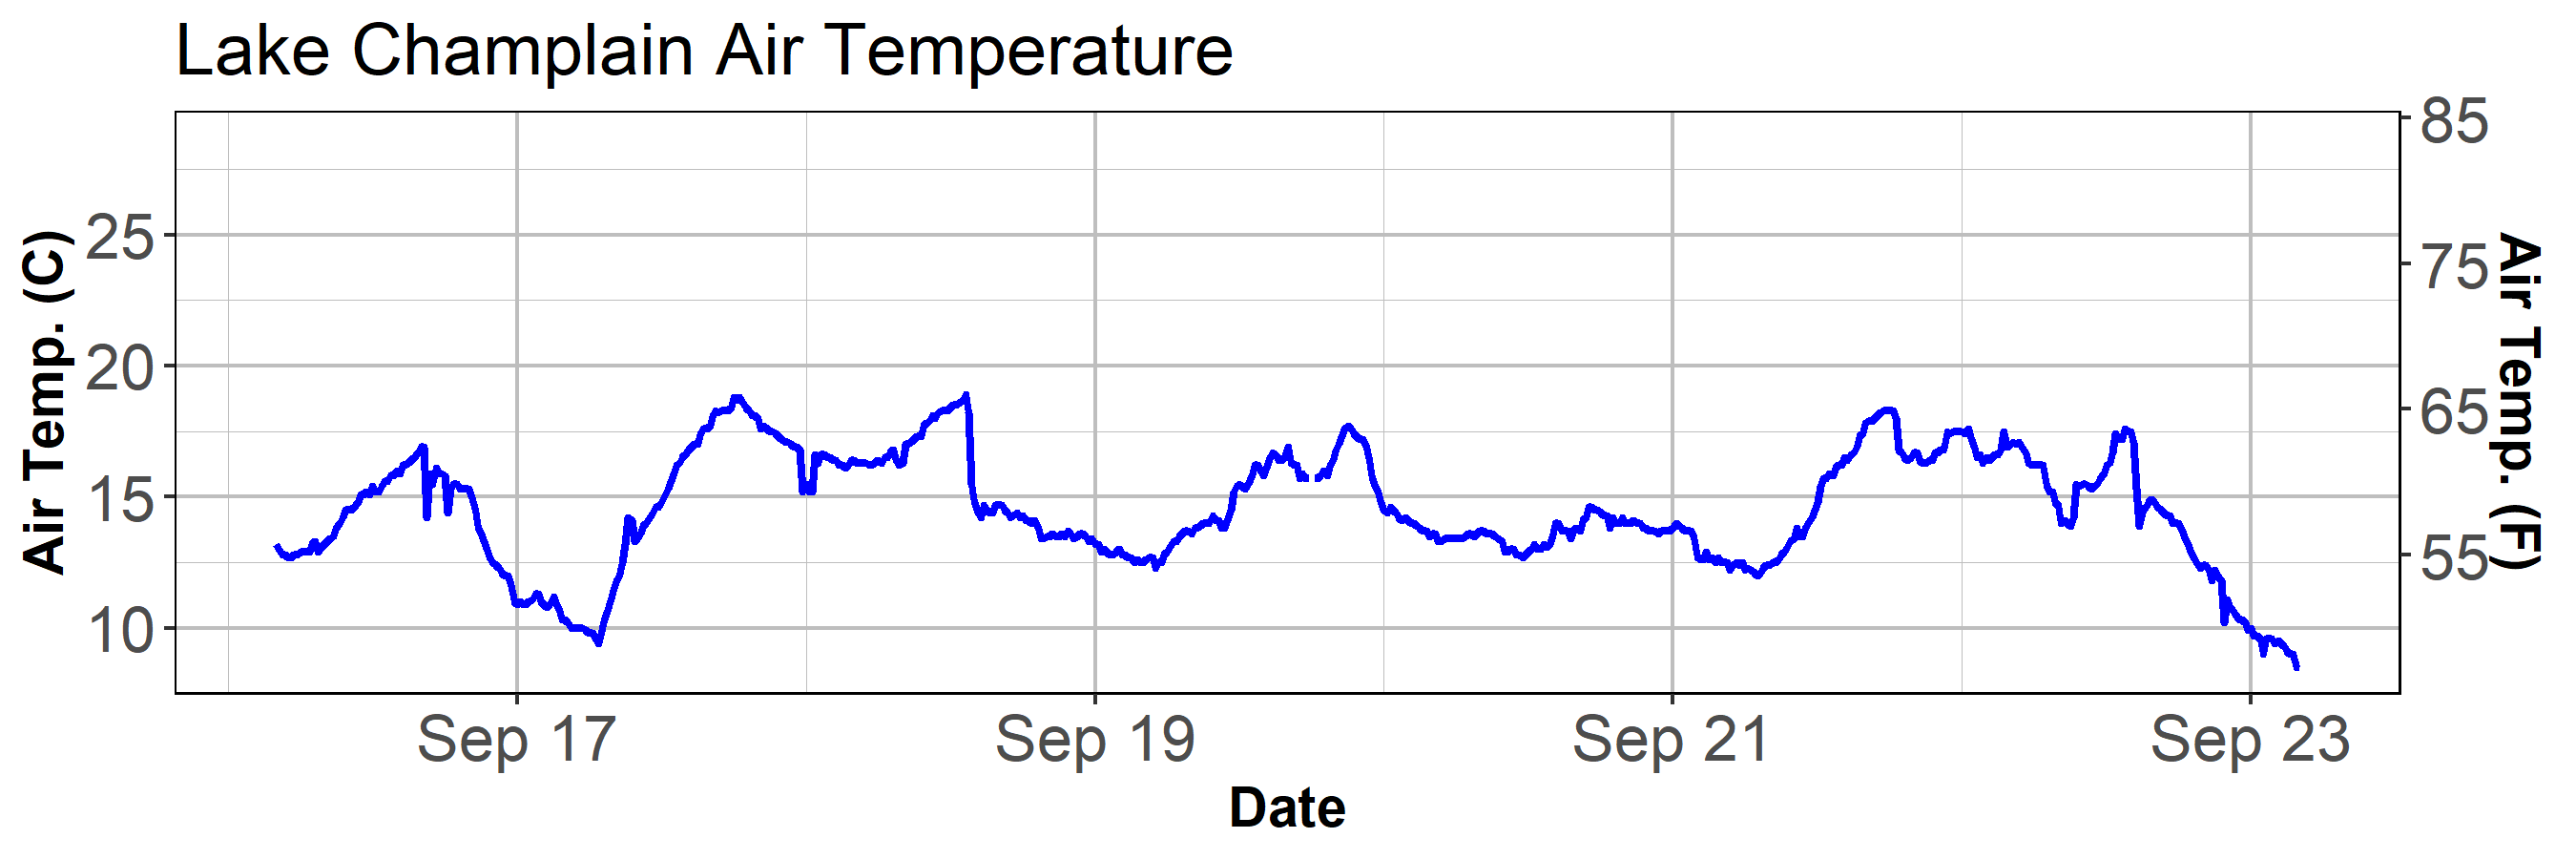 Lake Champlain Air Temperature
Air Temp. (C)
25
20
15
10
85
75
65
55
Air Temp. (F)
Sep 17
Sep 19
Sep 21
Sep 23
Date